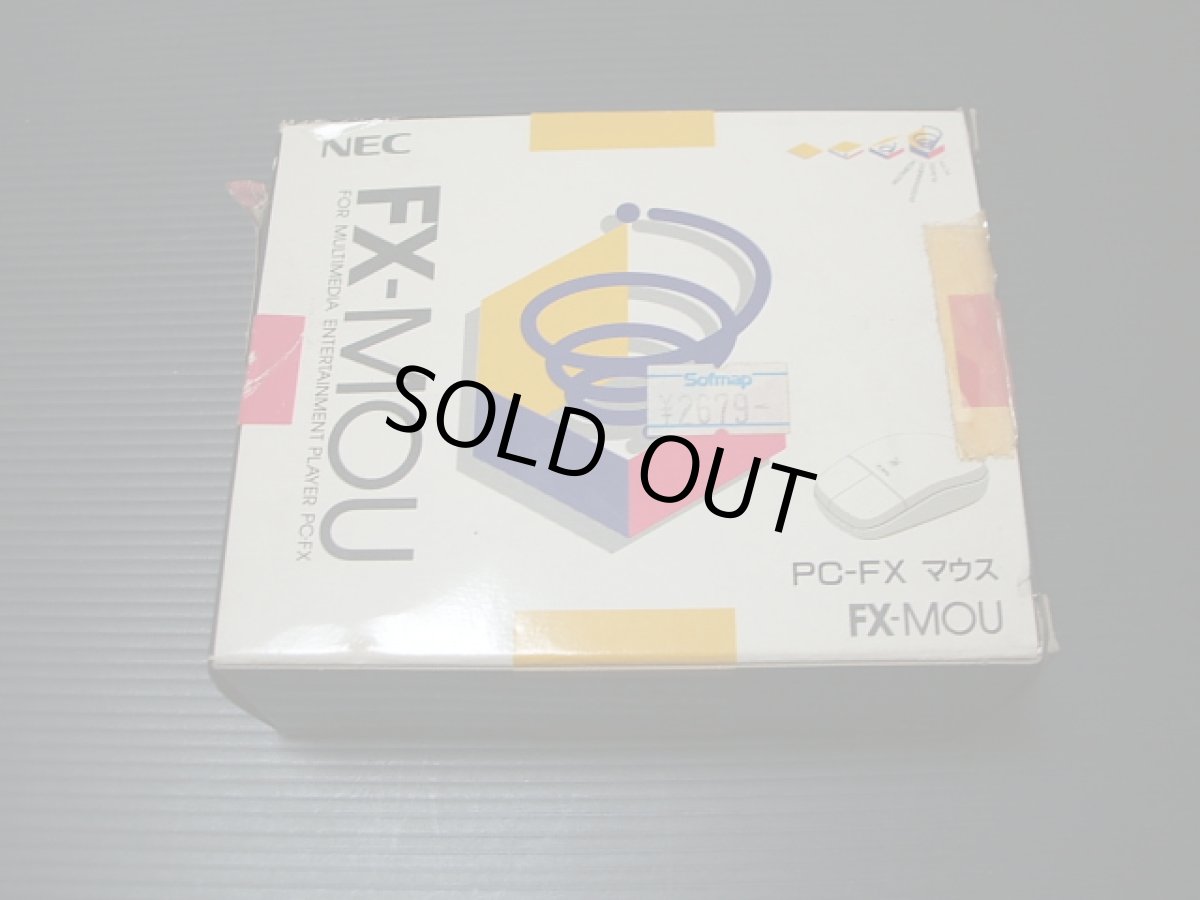 NEC
FX-MOU
FOR MULTIMEDIA ENTERTAINMENT PLAYER PC-FX
Sofmap
¥2679
SOLD OUT
PC-FX マウス
FX-MOU